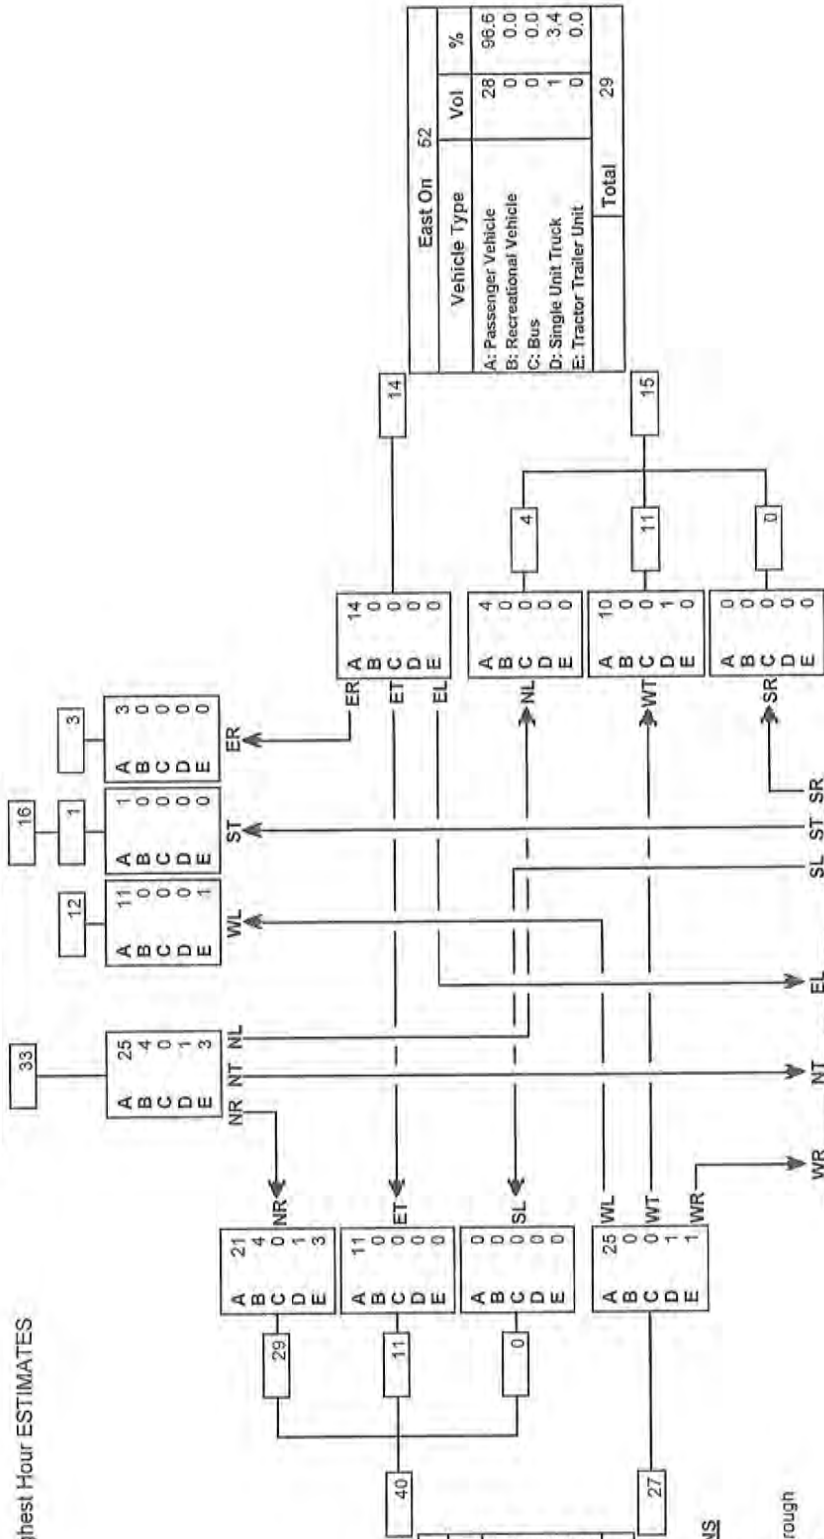 ghest Hour ESTIMATES
33
A 25
B 4
C 0
D 1
E 3
NR NT NL
16
12
A 11
B 0
C 0
D 0
E 1
WL
1
A 1
B 0
C 0
D 0
E 0
ST
3
A 3
B 0
C 0
D 0
E 0
ER
40
29
A 21
B 4
C 0
D 1
E 3
NR
11
A 11
B 0
C 0
D 0
E 0
ET
0
A 0
B 0
C 0
D 0
E 0
SL
27
A 25
B 0
C 0
D 1
E 1
WL
WT
WR
ER
ET
EL
A 14
B 0
C 0
D 0
E 0
14
NL
A 4
B 0
C 0
D 0
E 0
4
WT
A 10
B 0
C 0
D 1
E 0
11
SR
A 0
B 0
C 0
D 0
E 0
0
15
East On 52
Vehicle Type Vol %
A: Passenger Vehicle 28 96.6
B: Recreational Vehicle 0 0.0
C: Bus 0 0.0
D: Single Unit Truck 1 3.4
E: Tractor Trailer Unit 0 0.0
Total 29
WR NT EL SL ST SR
NS
rough